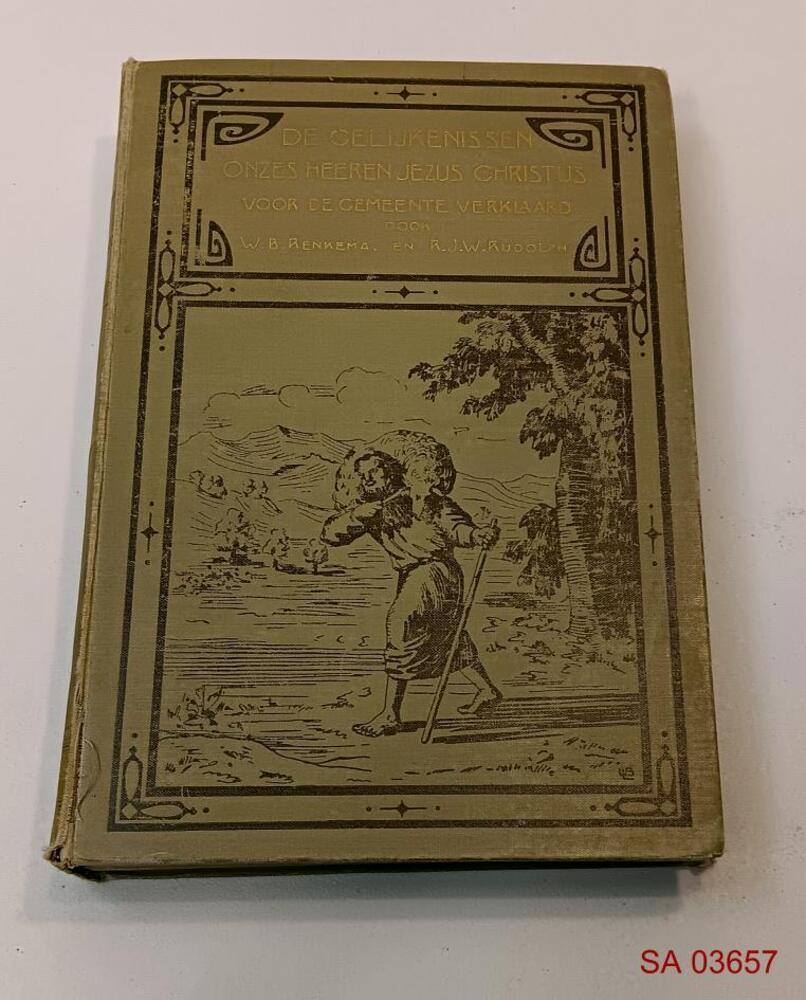 DE GELIJKENISSEN
ONZES HEEREN JEZUS CHRISTUS
VOOR DE GEMEENTE VERKLAARD
DOOR
W. B. RENKEMA. EN R. J. W. RUDOLPH
SA 03657